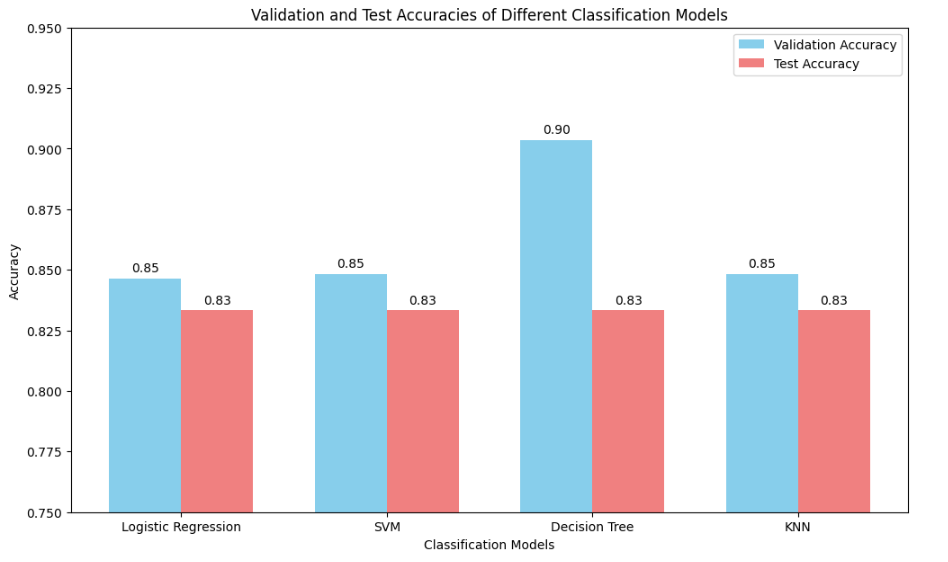 Validation and Test Accuracies of Different Classification Models
Validation Accuracy
Test Accuracy
Accuracy
0.950
0.925
0.900
0.875
0.850
0.825
0.800
0.775
0.750
0.85
0.83
0.85
0.83
0.90
0.83
0.85
0.83
Logistic Regression
SVM
Decision Tree
KNN
Classification Models